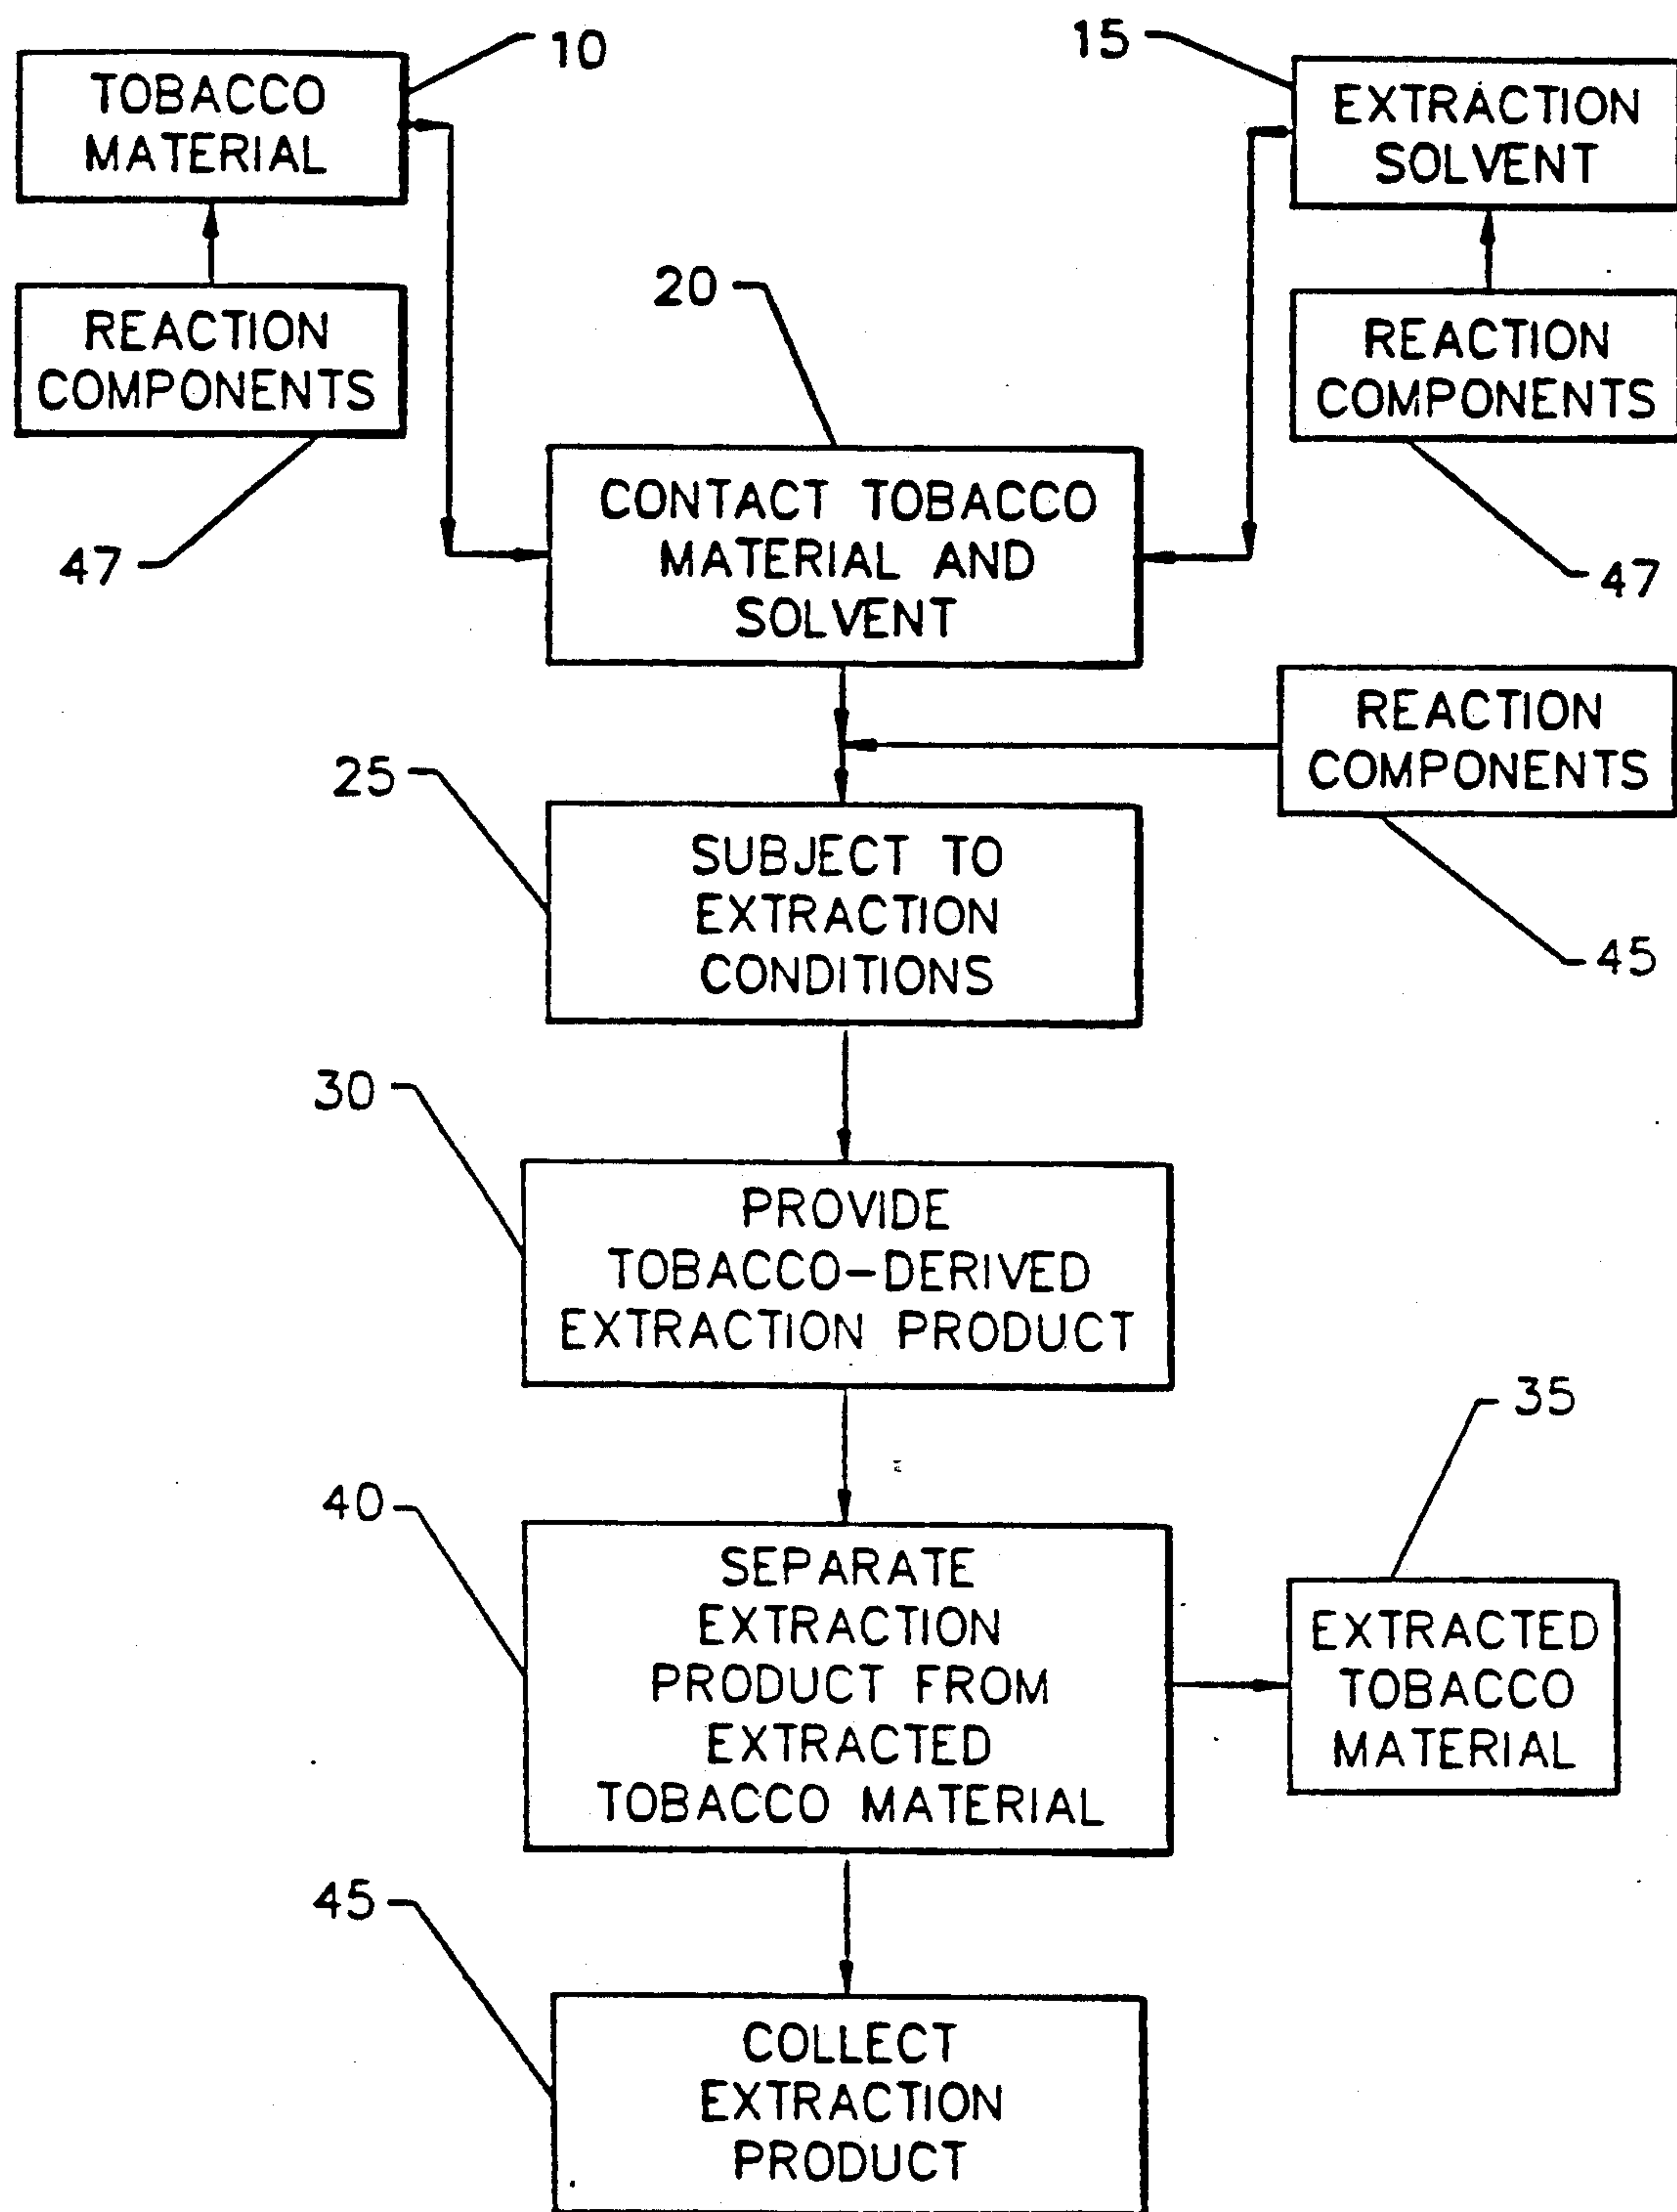 10
TOBACCO
MATERIAL
15
EXTRACTION
SOLVENT
REACTION
COMPONENTS
47
REACTION
COMPONENTS
47
20
CONTACT TOBACCO
MATERIAL AND
SOLVENT
REACTION
COMPONENTS
45
25
SUBJECT TO
EXTRACTION
CONDITIONS
30
PROVIDE
TOBACCO-DERIVED
EXTRACTION PRODUCT
40
SEPARATE
EXTRACTION
PRODUCT FROM
EXTRACTED
TOBACCO MATERIAL
35
EXTRACTED
TOBACCO
MATERIAL
45
COLLECT
EXTRACTION
PRODUCT